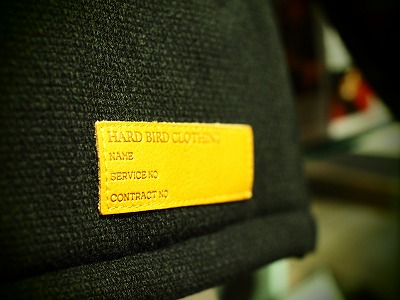 HARD BIRD CLOTHING
NAME
SERVICE NO
CONTRACT NO